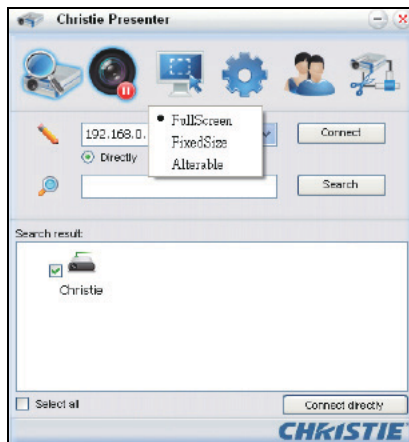 Christie Presenter
FullScreen
FixedSize
Alterable
192.168.0.
Connect
Directly
Search
Search result:
Christie
Select all
Connect directly
CHRISTIE